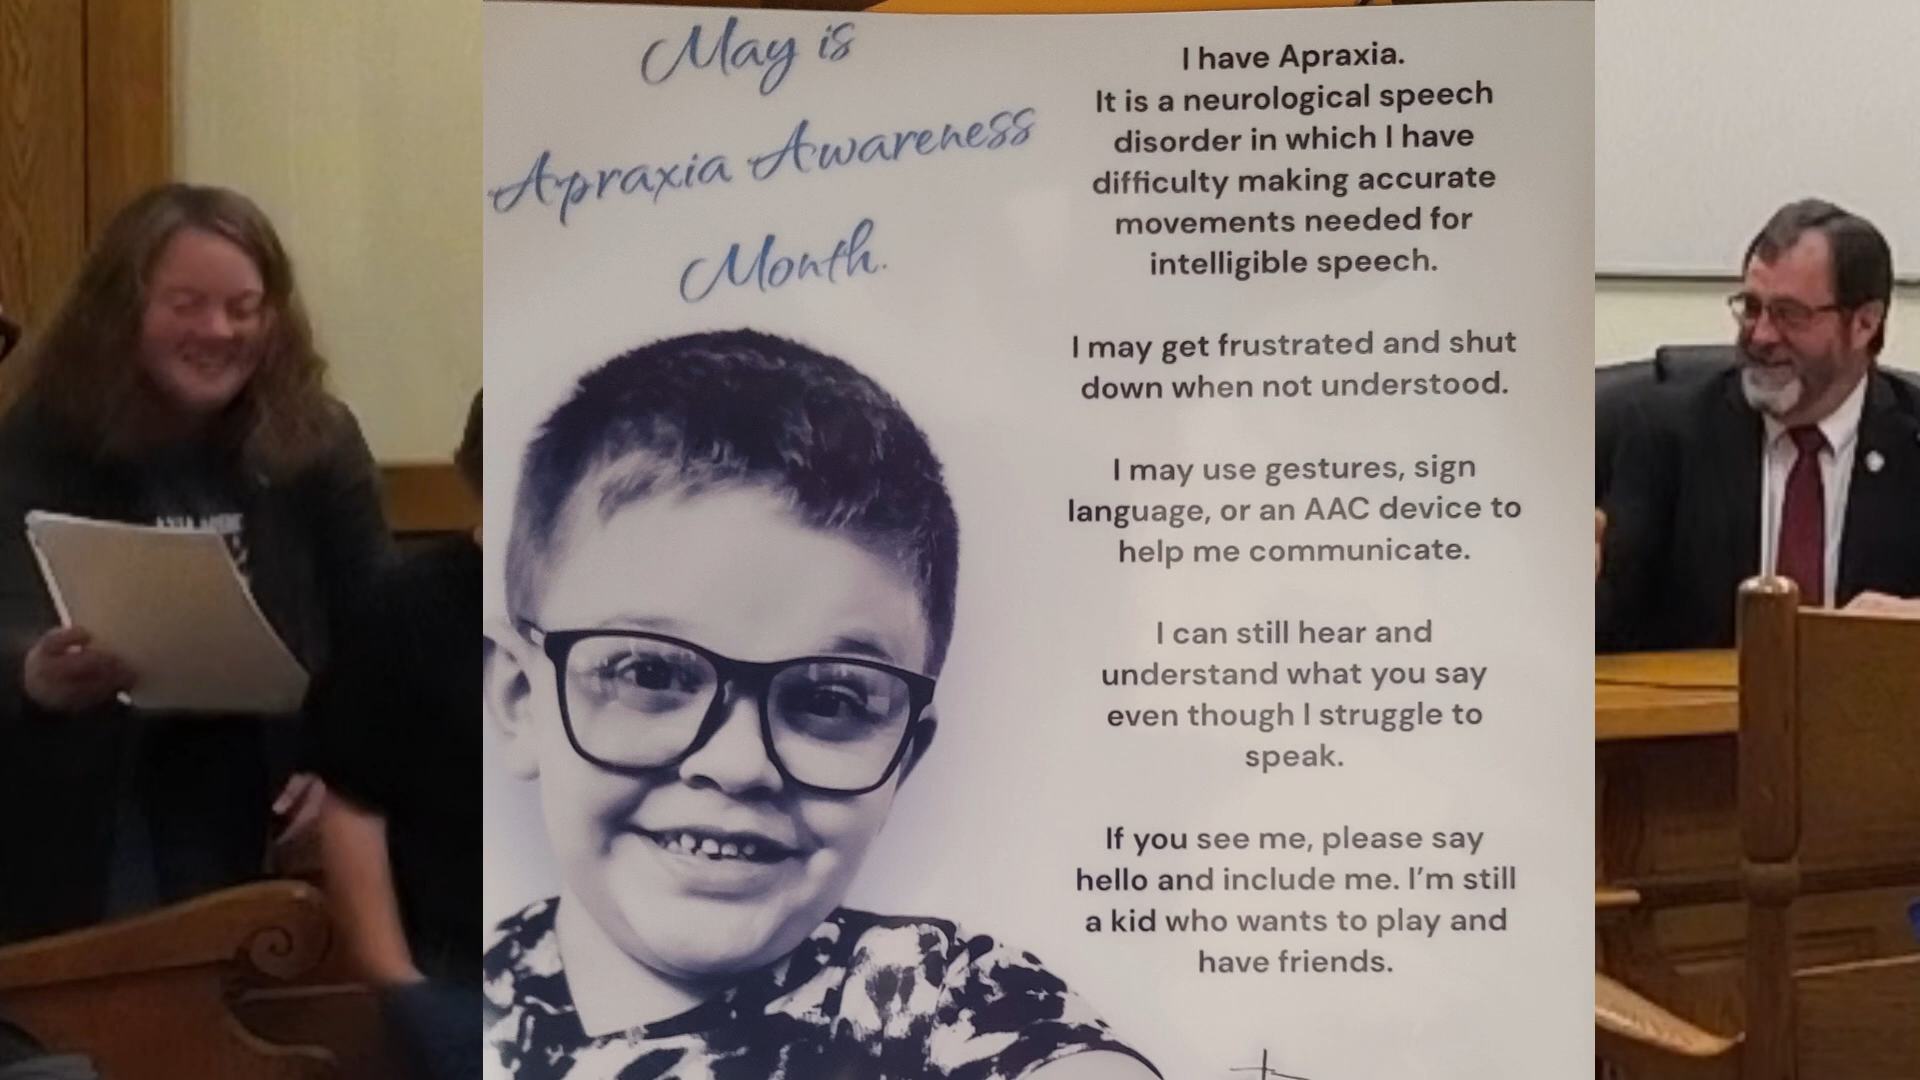 May is
Apraxia Awareness
Month.
I have Apraxia.
It is a neurological speech
disorder in which I have
difficulty making accurate
movements needed for
intelligible speech.
I may get frustrated and shut
down when not understood.
I may use gestures, sign
language, or an AAC device to
help me communicate.
I can still hear and
understand what you say
even though I struggle to
speak.
If you see me, please say
hello and include me. I'm still
a kid who wants to play and
have friends.